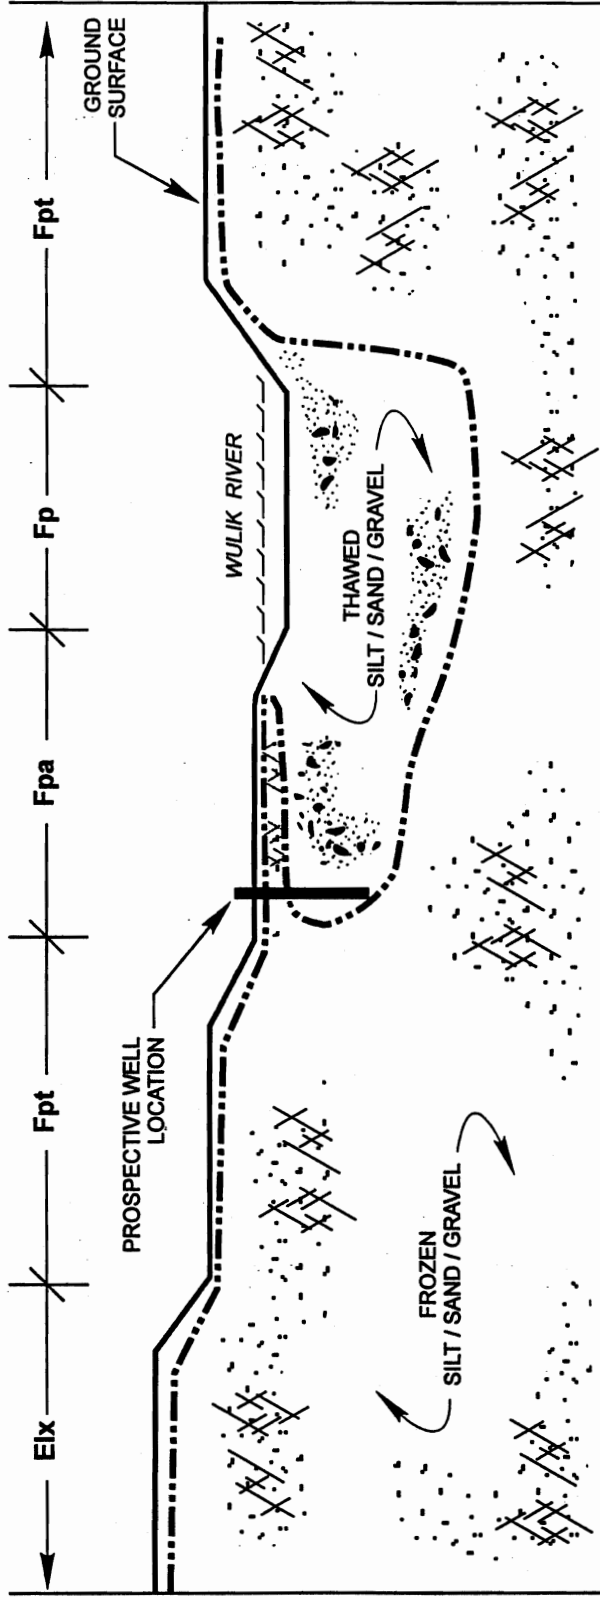 Elx
Fpt
Fpa
Fp
Fpt
PROSPECTIVE WELL
LOCATION
WULIK RIVER
GROUND
SURFACE
THAWED
SILT / SAND / GRAVEL
FROZEN
SILT / SAND / GRAVEL